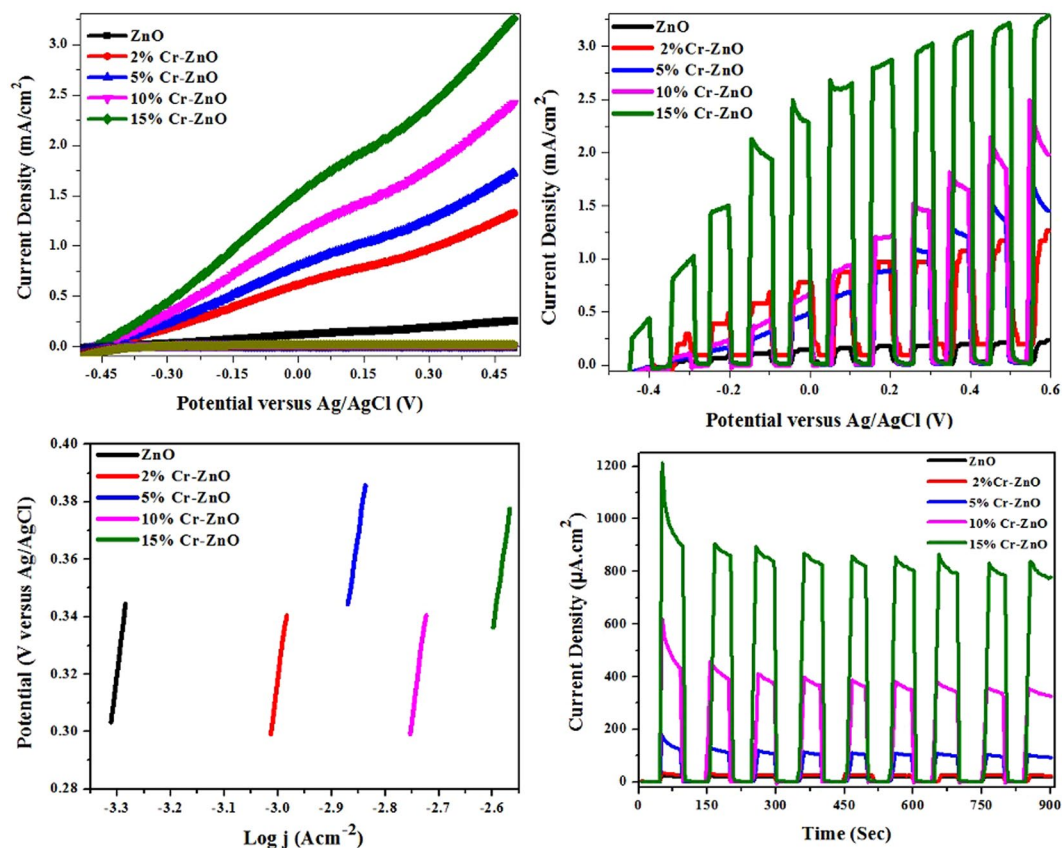 ZnO
2% Cr-ZnO
5% Cr-ZnO
10% Cr-ZnO
15% Cr-ZnO
Current Density (mA/cm2)
3.0
2.5
2.0
1.5
1.0
0.5
0.0
-0.45 -0.30 -0.15 0.00 0.15 0.30 0.45
Potential versus Ag/AgCl (V)
ZnO
2%Cr-ZnO
5% Cr-ZnO
10% Cr-ZnO
15% Cr-ZnO
Current Density (mA/cm2)
3.0
2.5
2.0
1.5
1.0
0.5
0.0
-0.4 -0.2 0.0 0.2 0.4 0.6
Potential versus Ag/AgCl (V)
ZnO
2% Cr-ZnO
5% Cr-ZnO
10% Cr-ZnO
15% Cr-ZnO
Potential (V versus Ag/AgCl)
0.40
0.38
0.36
0.34
0.32
0.30
0.28
-3.3 -3.2 -3.1 -3.0 -2.9 -2.8 -2.7 -2.6
Log j (Acm-2)
ZnO
2%Cr-ZnO
5% Cr-ZnO
10% Cr-ZnO
15% Cr-ZnO
Current Density (µA.cm2)
1200
1000
800
600
400
200
0
0 150 300 450 600 750 900
Time (Sec)